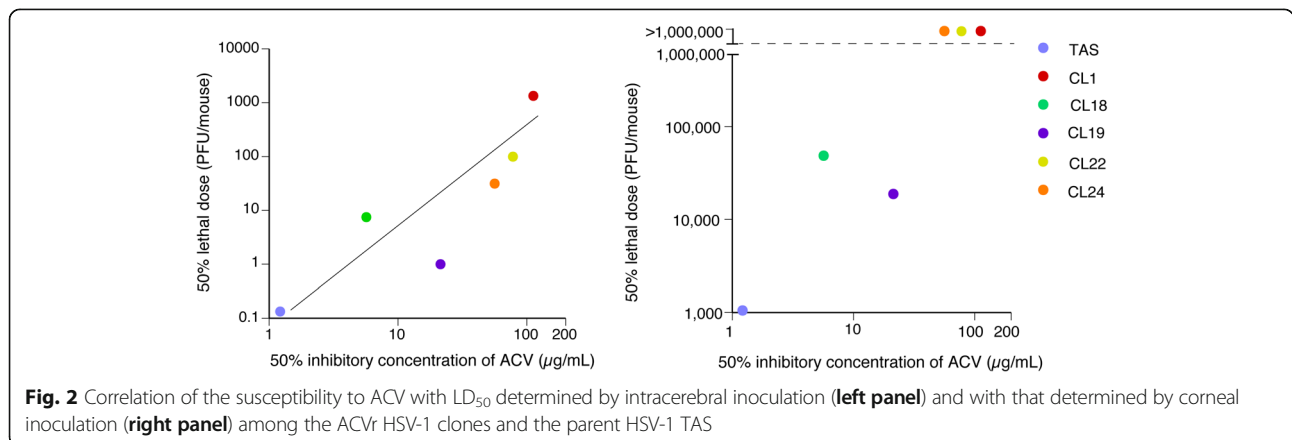 10000
1000
100
10
1
0.1
50% lethal dose (PFU/mouse)
1
10
100
200
50% inhibitory concentration of ACV (µg/mL)
>1,000,000
1,000,000
100,000
10,000
1,000
50% lethal dose (PFU/mouse)
1
10
100
200
50% inhibitory concentration of ACV (µg/mL)
TAS
CL1
CL18
CL19
CL22
CL24
Fig. 2 Correlation of the susceptibility to ACV with LD₅₀ determined by intracerebral inoculation (left panel) and with that determined by corneal
inoculation (right panel) among the ACVr HSV-1 clones and the parent HSV-1 TAS